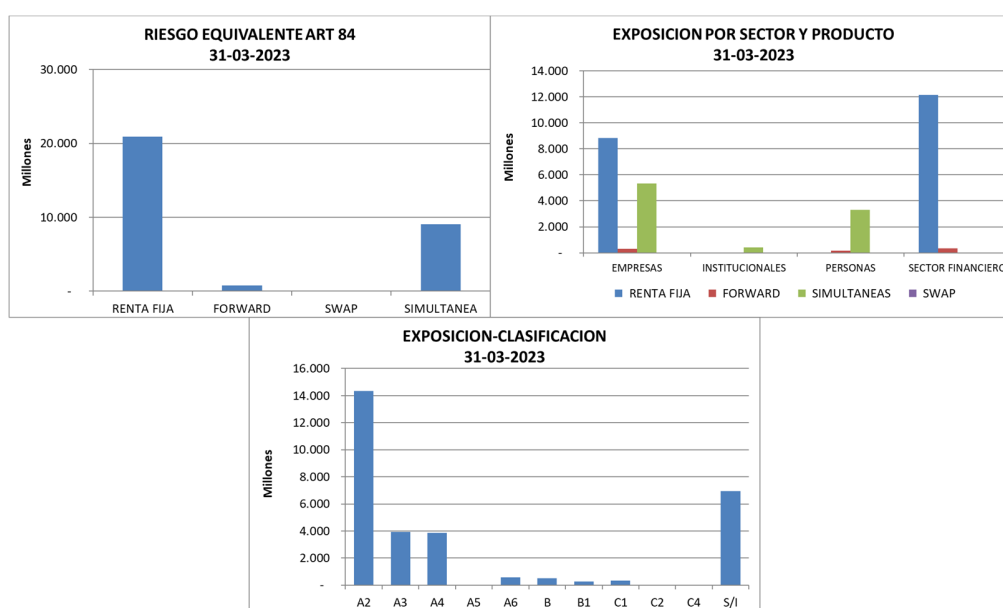 RIESGO EQUIVALENTE ART 84
31-03-2023
30.000
20.000
10.000
-
Millones
RENTA FIJA FORWARD SWAP SIMULTANEA
EXPOSICION POR SECTOR Y PRODUCTO
31-03-2023
14.000
12.000
10.000
8.000
6.000
4.000
2.000
-
Millones
EMPRESAS INSTITUCIONALES PERSONAS SECTOR FINANCIERO
RENTA FIJA FORWARD SIMULTANEAS SWAP
EXPOSICION-CLASIFICACION
31-03-2023
16.000
14.000
12.000
10.000
8.000
6.000
4.000
2.000
-
Millones
A2 A3 A4 A5 A6 B B1 C1 C2 C4 S/I